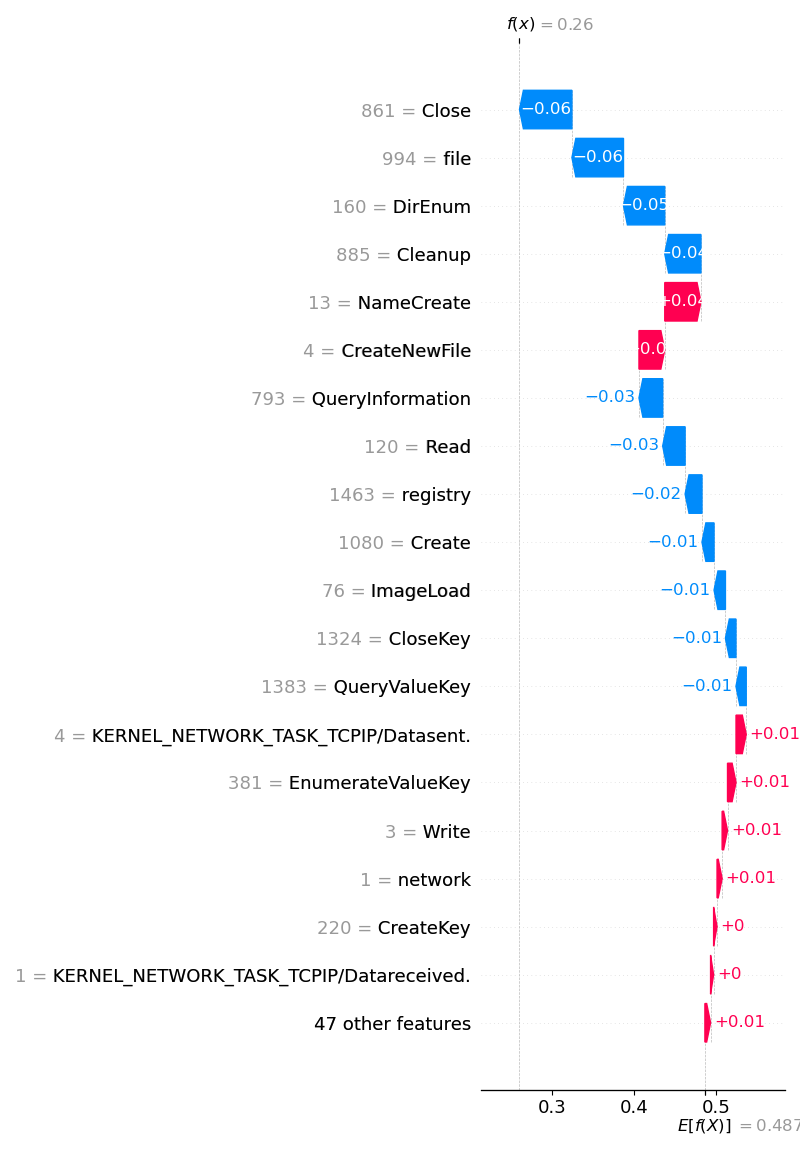 f(x) = 0.26
861 = Close −0.06
994 = file −0.06
160 = DirEnum −0.05
885 = Cleanup −0.04
13 = NameCreate +0.04
4 = CreateNewFile
793 = QueryInformation −0.03
120 = Read −0.03
1463 = registry −0.02
1080 = Create −0.01
76 = ImageLoad −0.01
1324 = CloseKey −0.01
1383 = QueryValueKey −0.01
4 = KERNEL_NETWORK_TASK_TCPIP/Datasent. +0.01
381 = EnumerateValueKey +0.01
3 = Write +0.01
1 = network +0.01
220 = CreateKey +0
1 = KERNEL_NETWORK_TASK_TCPIP/Datareceived. +0
47 other features +0.01
0.3 0.4 0.5
E[f(X)] = 0.487